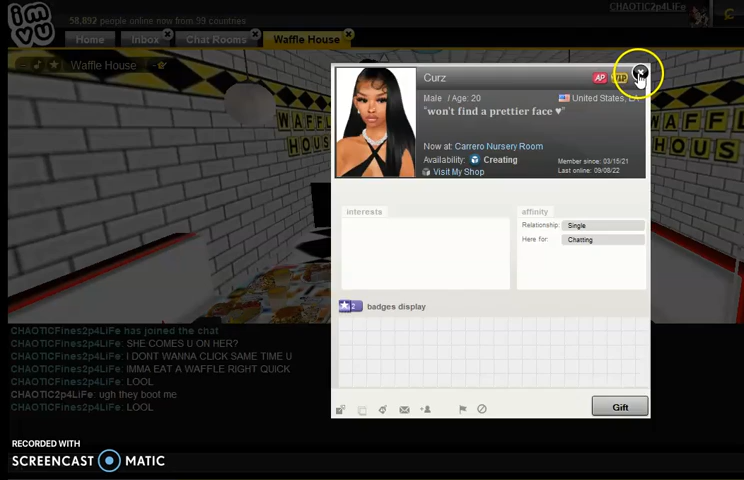 imvu
58,892 people online now from 99 countries
CHAOTIC2p4LiFe
Home
Inbox
Chat Rooms
Waffle House
Waffle House
WAFFLE
HOUS
WAFFLE
HOUS
Curz
AP
VIP
Male / Age: 20
United States, LA
"won't find a prettier face ♥"
Now at: Carrero Nursery Room
Availability: Creating
Member since: 03/15/21
Visit My Shop
Last online: 09/08/22
interests
affinity
Relationship: Single
Here for: Chatting
2 badges display
CHAOTICFines2p4LiFe has joined the chat
CHAOTICFines2p4LiFe: SHE COMES U ON HER?
CHAOTICFines2p4LiFe: I DONT WANNA CLICK SAME TIME U
CHAOTICFines2p4LiFe: IMMA EAT A WAFFLE RIGHT QUICK
CHAOTICFines2p4LiFe: LOOL
CHAOTIC2p4LiFe: ugh they boot me
CHAOTICFines2p4LiFe: LOOL
Gift
RECORDED WITH
SCREENCAST MATIC